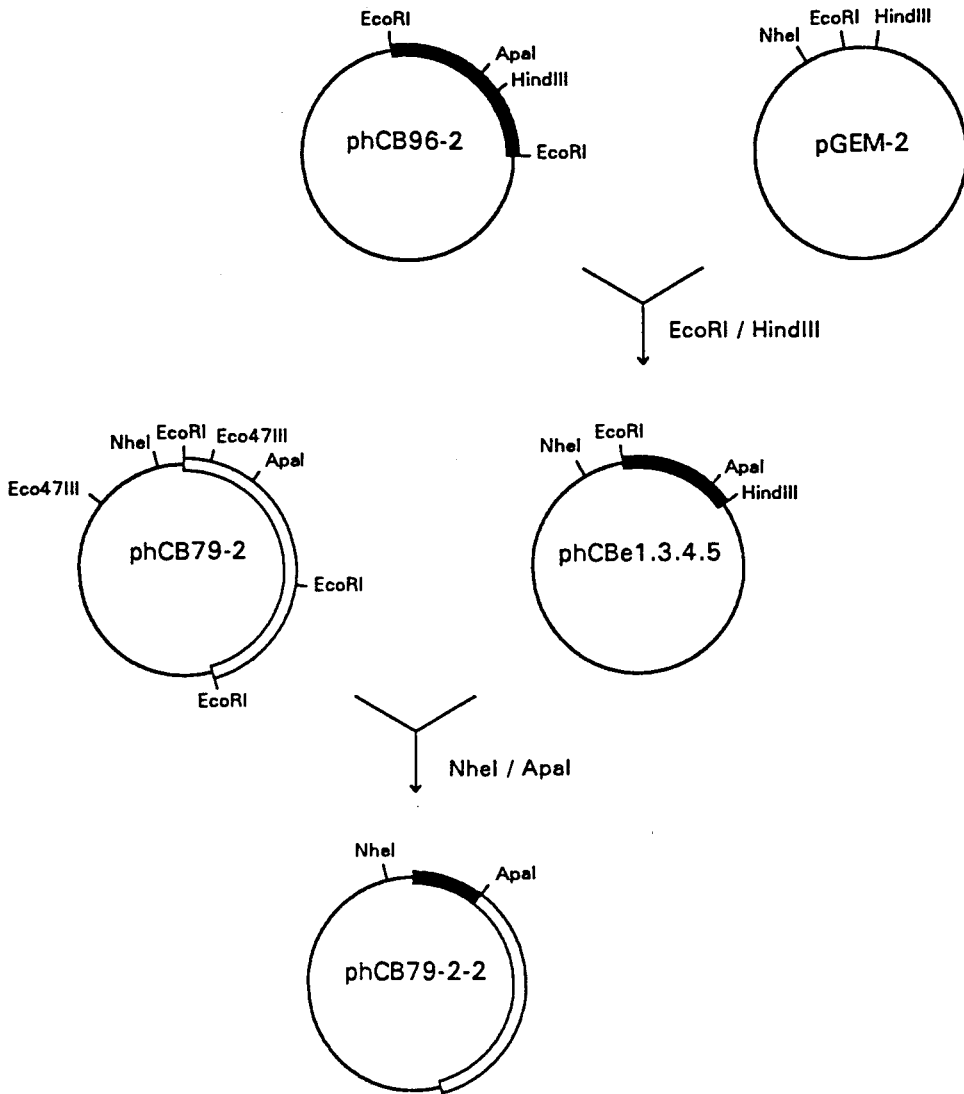 EcoRI
ApaI
HindIII
phCB96-2
EcoRI
NheI
EcoRI
HindIII
pGEM-2
EcoRI / HindIII
Eco47III
NheI
EcoRI
Eco47III
ApaI
phCB79-2
EcoRI
EcoRI
NheI
EcoRI
ApaI
HindIII
phCBe1.3.4.5
NheI / ApaI
NheI
ApaI
phCB79-2-2